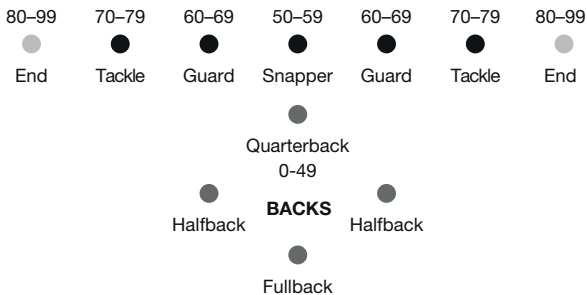 80–99 70–79 60–69 50–59 60–69 70–79 80–99
End Tackle Guard Snapper Guard Tackle End
Quarterback
0-49
BACKS
Halfback Halfback
Fullback